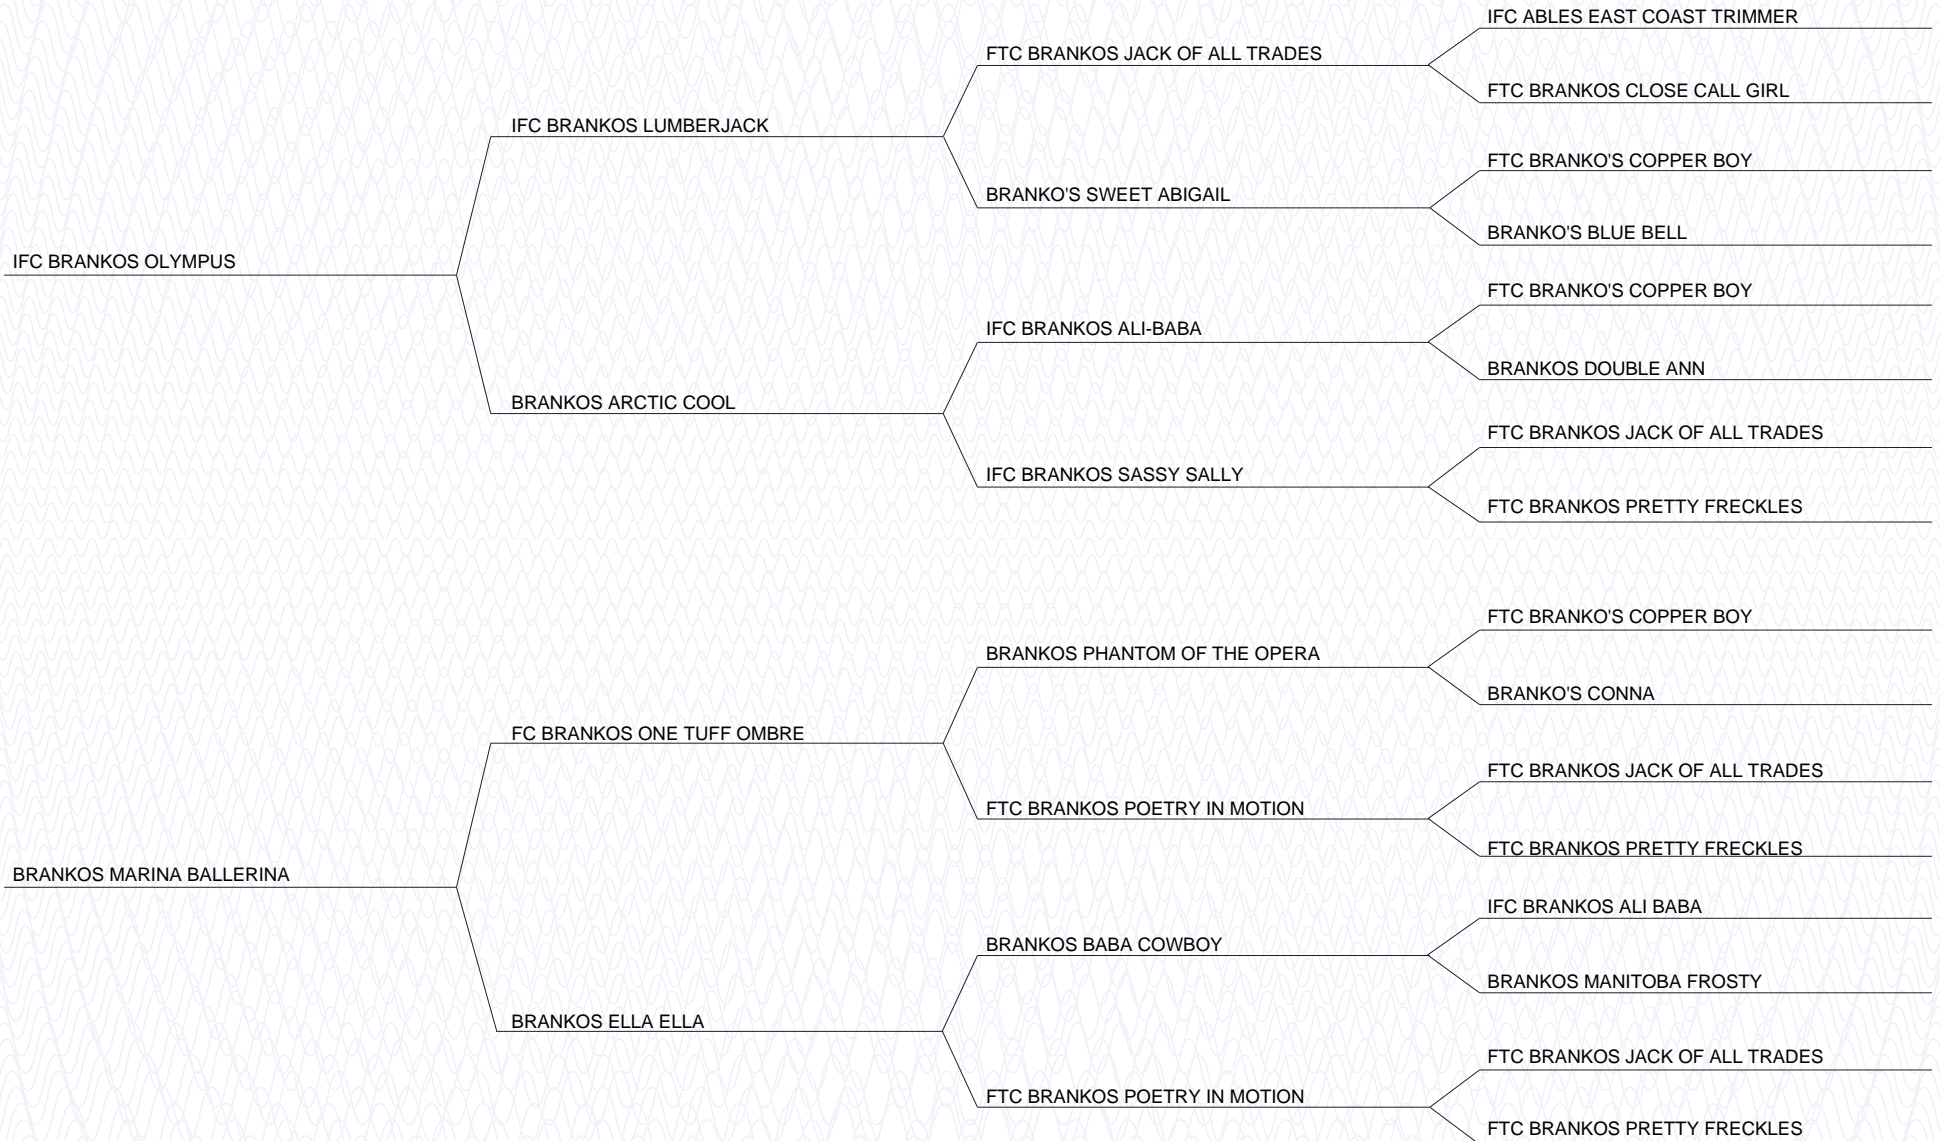 IFC ABLES EAST COAST TRIMMER
FTC BRANKOS JACK OF ALL TRADES
FTC BRANKOS CLOSE CALL GIRL
IFC BRANKOS LUMBERJACK
FTC BRANKO'S COPPER BOY
BRANKO'S SWEET ABIGAIL
BRANKO'S BLUE BELL
IFC BRANKOS OLYMPUS
FTC BRANKO'S COPPER BOY
IFC BRANKOS ALI-BABA
BRANKOS DOUBLE ANN
BRANKOS ARCTIC COOL
FTC BRANKOS JACK OF ALL TRADES
IFC BRANKOS SASSY SALLY
FTC BRANKOS PRETTY FRECKLES
FTC BRANKO'S COPPER BOY
BRANKOS PHANTOM OF THE OPERA
BRANKO'S CONNA
FC BRANKOS ONE TUFF OMBRE
FTC BRANKOS JACK OF ALL TRADES
FTC BRANKOS POETRY IN MOTION
FTC BRANKOS PRETTY FRECKLES
BRANKOS MARINA BALLERINA
IFC BRANKOS ALI BABA
BRANKOS BABA COWBOY
BRANKOS MANITOBA FROSTY
BRANKOS ELLA ELLA
FTC BRANKOS JACK OF ALL TRADES
FTC BRANKOS POETRY IN MOTION
FTC BRANKOS PRETTY FRECKLES